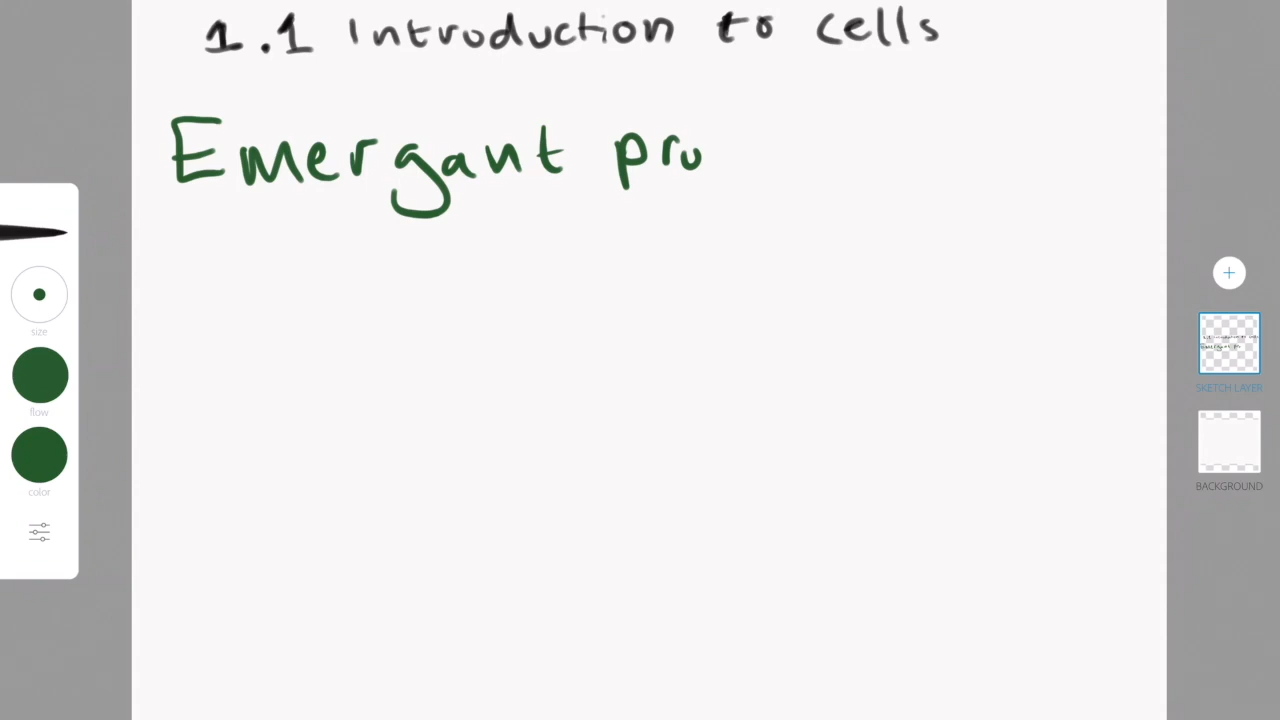 1.1 Introduction to cells
Emergant pro
size
flow
color
SKETCH LAYER
BACKGROUND